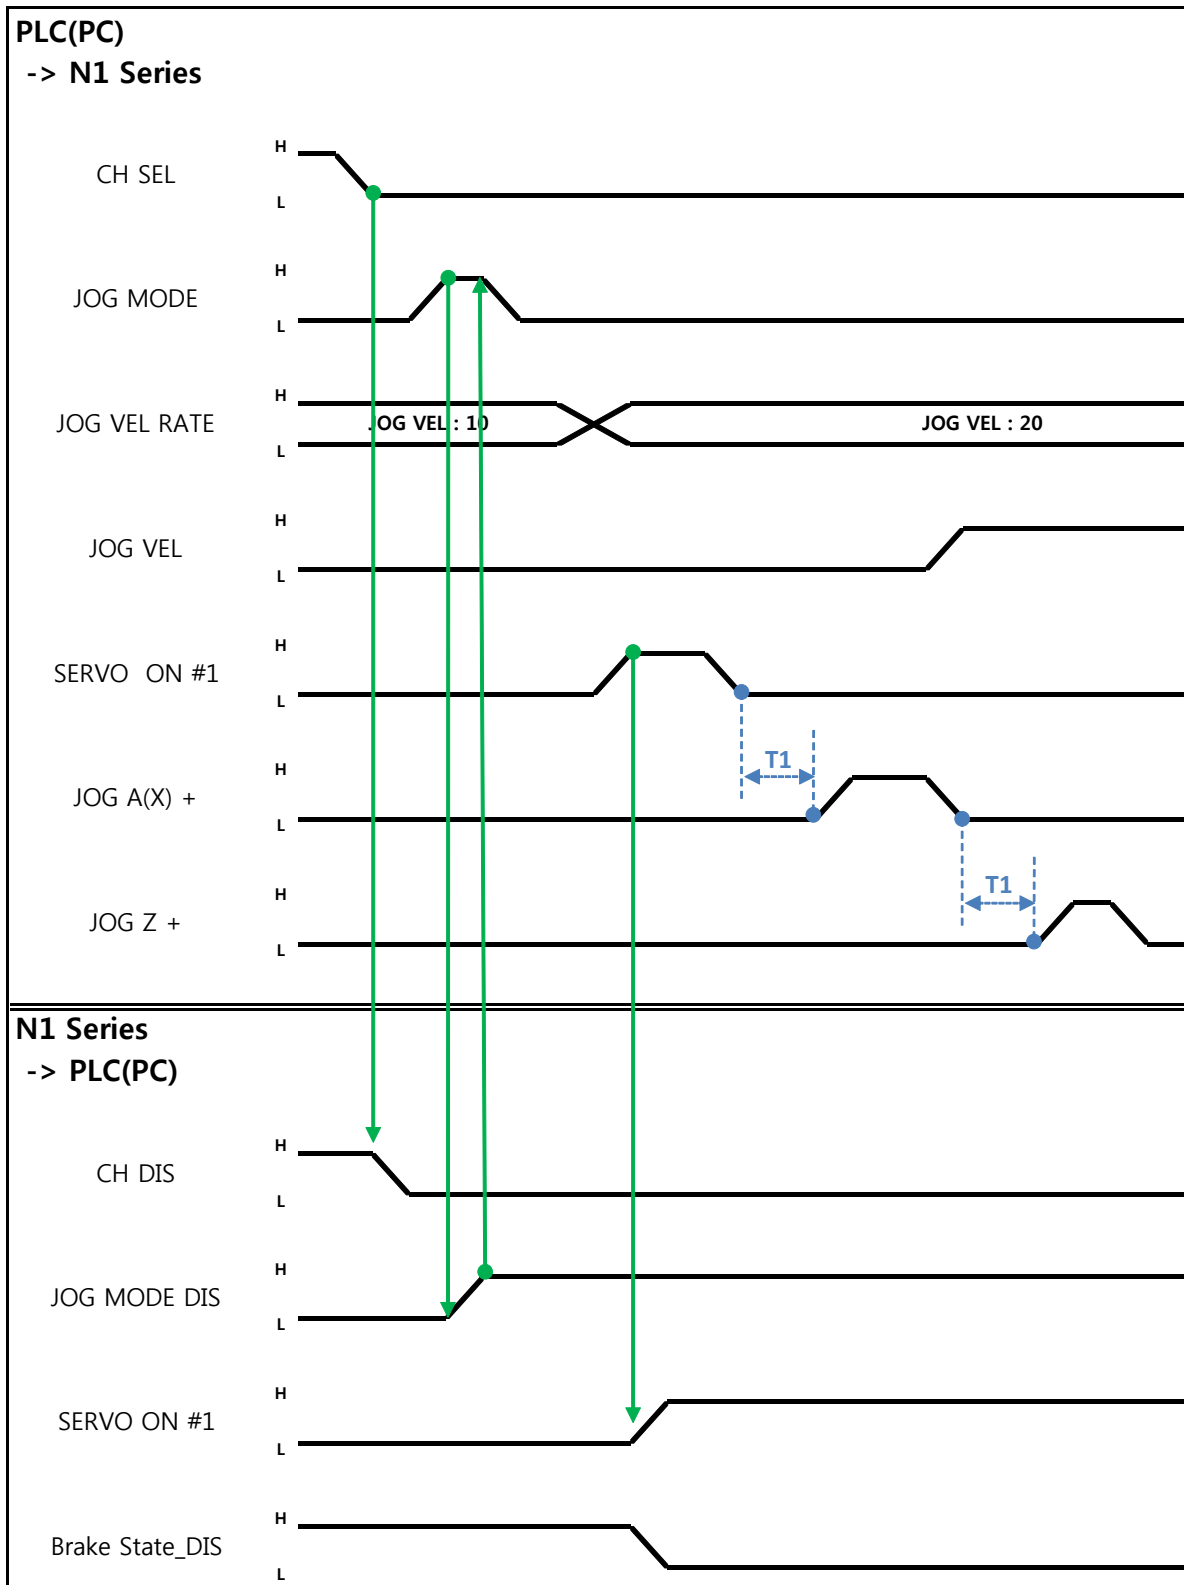 PLC(PC)
-> N1 Series
H
CH SEL
L
H
JOG MODE
L
H
JOG VEL RATE
JOG VEL : 10
JOG VEL : 20
L
H
JOG VEL
L
H
SERVO ON #1
L
T1
H
JOG A(X) +
L
T1
H
JOG Z +
L
N1 Series
-> PLC(PC)
H
CH DIS
L
H
JOG MODE DIS
L
H
SERVO ON #1
L
H
Brake State_DIS
L